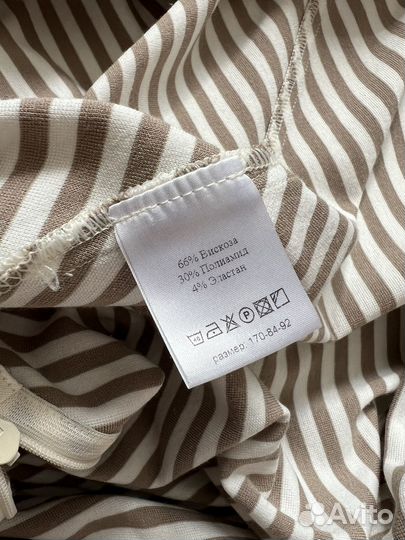 66% Вискоза
30% Полиамид
4% Эластан
размер: 170-84-92
Avito